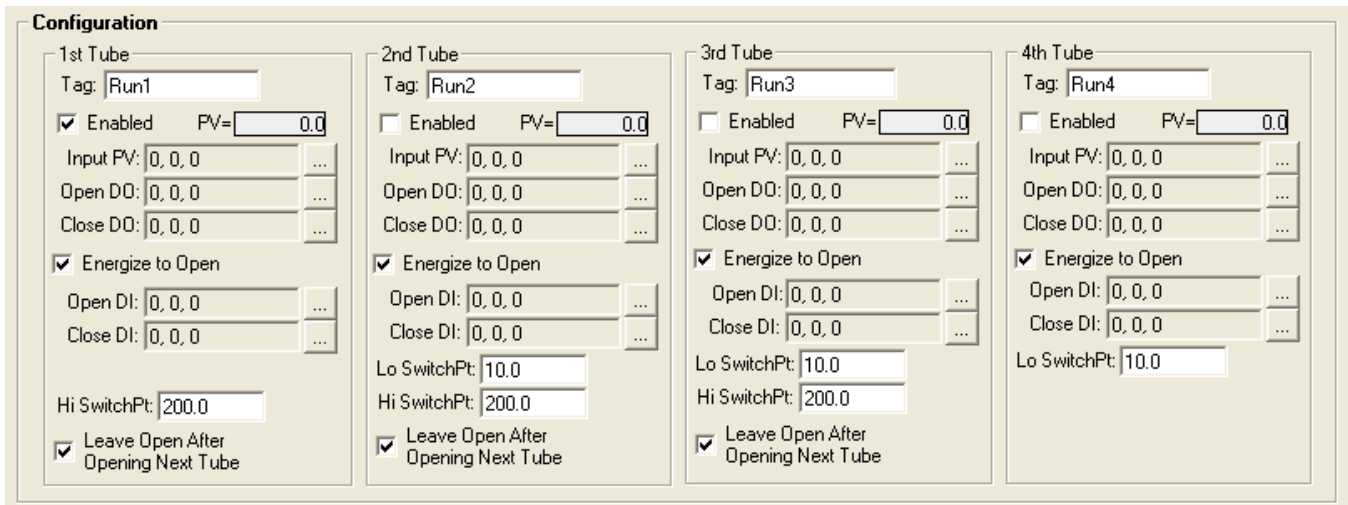 Configuration
1st Tube
Tag: Run1
Enabled PV= 0.0
Input PV: 0, 0, 0 ...
Open DO: 0, 0, 0 ...
Close DO: 0, 0, 0 ...
Energize to Open
Open DI: 0, 0, 0 ...
Close DI: 0, 0, 0 ...
Hi SwitchPt: 200.0
Leave Open After
Opening Next Tube
2nd Tube
Tag: Run2
Enabled PV= 0.0
Input PV: 0, 0, 0 ...
Open DO: 0, 0, 0 ...
Close DO: 0, 0, 0 ...
Energize to Open
Open DI: 0, 0, 0 ...
Close DI: 0, 0, 0 ...
Lo SwitchPt: 10.0
Hi SwitchPt: 200.0
Leave Open After
Opening Next Tube
3rd Tube
Tag: Run3
Enabled PV= 0.0
Input PV: 0, 0, 0 ...
Open DO: 0, 0, 0 ...
Close DO: 0, 0, 0 ...
Energize to Open
Open DI: 0, 0, 0 ...
Close DI: 0, 0, 0 ...
Lo SwitchPt: 10.0
Hi SwitchPt: 200.0
Leave Open After
Opening Next Tube
4th Tube
Tag: Run4
Enabled PV= 0.0
Input PV: 0, 0, 0 ...
Open DO: 0, 0, 0 ...
Close DO: 0, 0, 0 ...
Energize to Open
Open DI: 0, 0, 0 ...
Close DI: 0, 0, 0 ...
Lo SwitchPt: 10.0